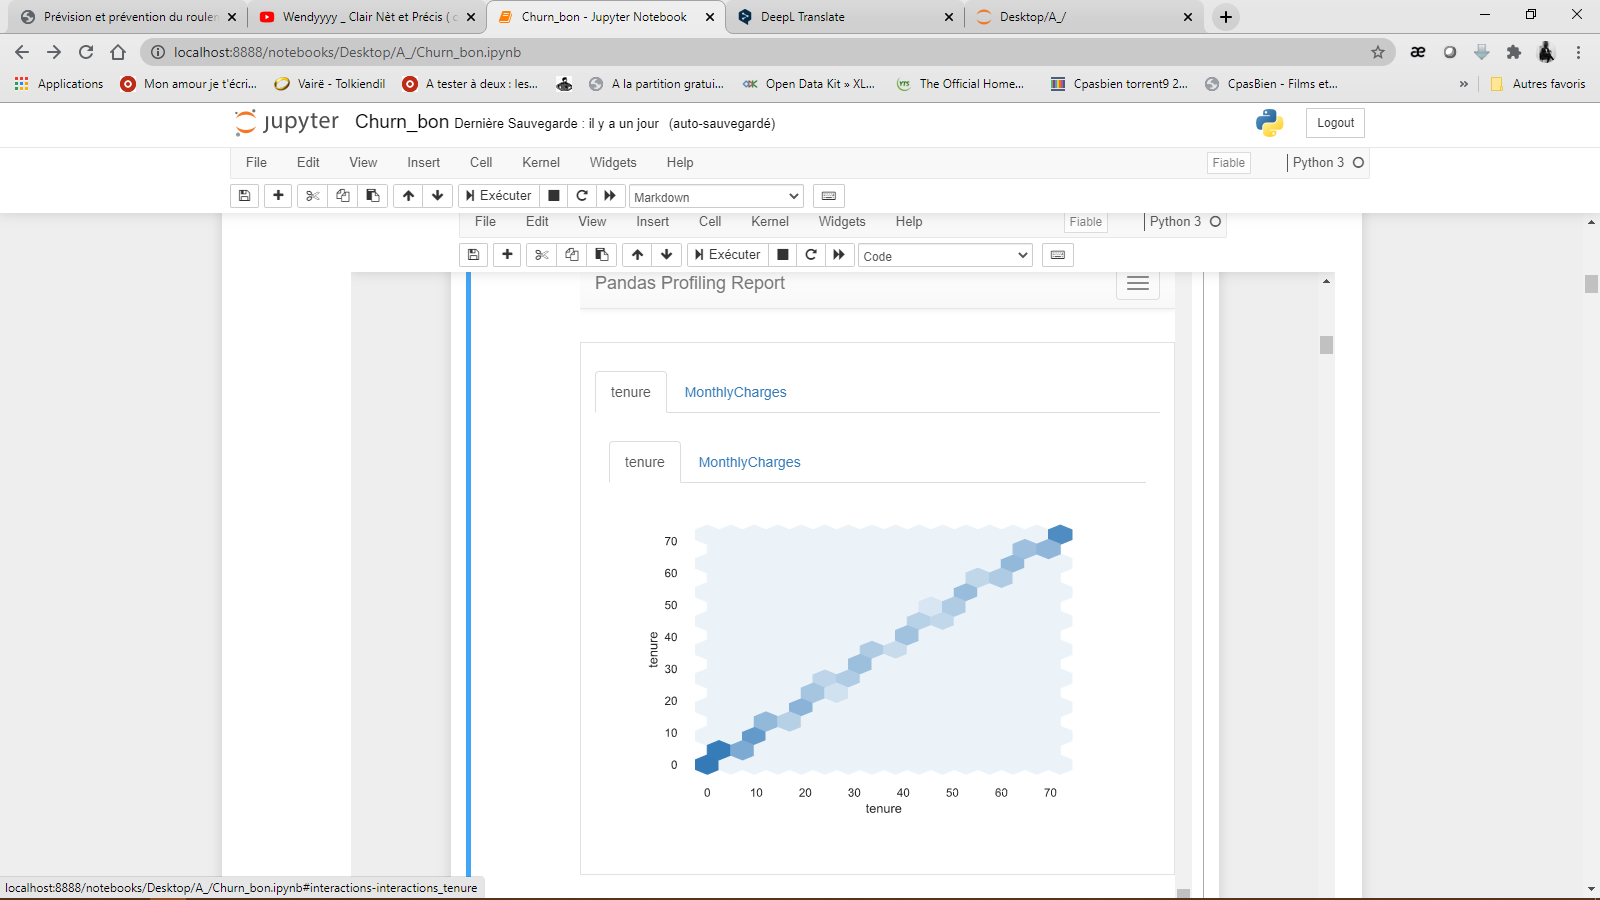 Prévision et prévention du rouler
Wendyyyy _ Clair Nèt et Précis ( c
Churn_bon - Jupyter Notebook
DeepL Translate
Desktop/A_/
localhost:8888/notebooks/Desktop/A_/Churn_bon.ipynb
Applications
Mon amour je t'écri...
Vairë - Tolkiendil
A tester à deux : les...
A la partition gratui...
Open Data Kit » XL...
The Official Home...
Cpasbien torrent9 2...
CpasBien - Films et...
»
Autres favoris
jupyter Churn_bon Dernière Sauvegarde : il y a un jour (auto-sauvegardé)
Logout
File Edit View Insert Cell Kernel Widgets Help
Fiable
Python 3
Exécuter
Markdown
File Edit View Insert Cell Kernel Widgets Help
Fiable
Python 3
Exécuter
Code
Pandas Profiling Report
tenure MonthlyCharges
tenure MonthlyCharges
70
60
50
40
30
20
10
0
tenure
0 10 20 30 40 50 60 70
tenure
localhost:8888/notebooks/Desktop/A_/Churn_bon.ipynb#interactions-interactions_tenure